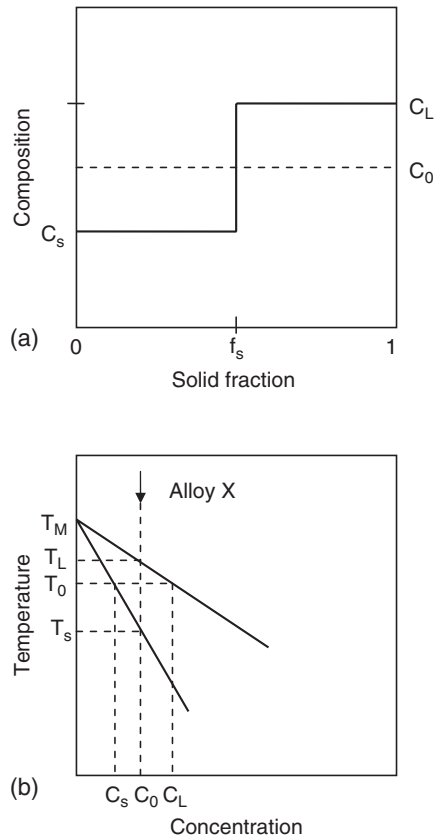 Composition
C_L
C_0
C_s
(a)
0
f_s
1
Solid fraction
Alloy X
T_M
T_L
T_0
T_s
Temperature
(b)
C_s C_0 C_L
Concentration